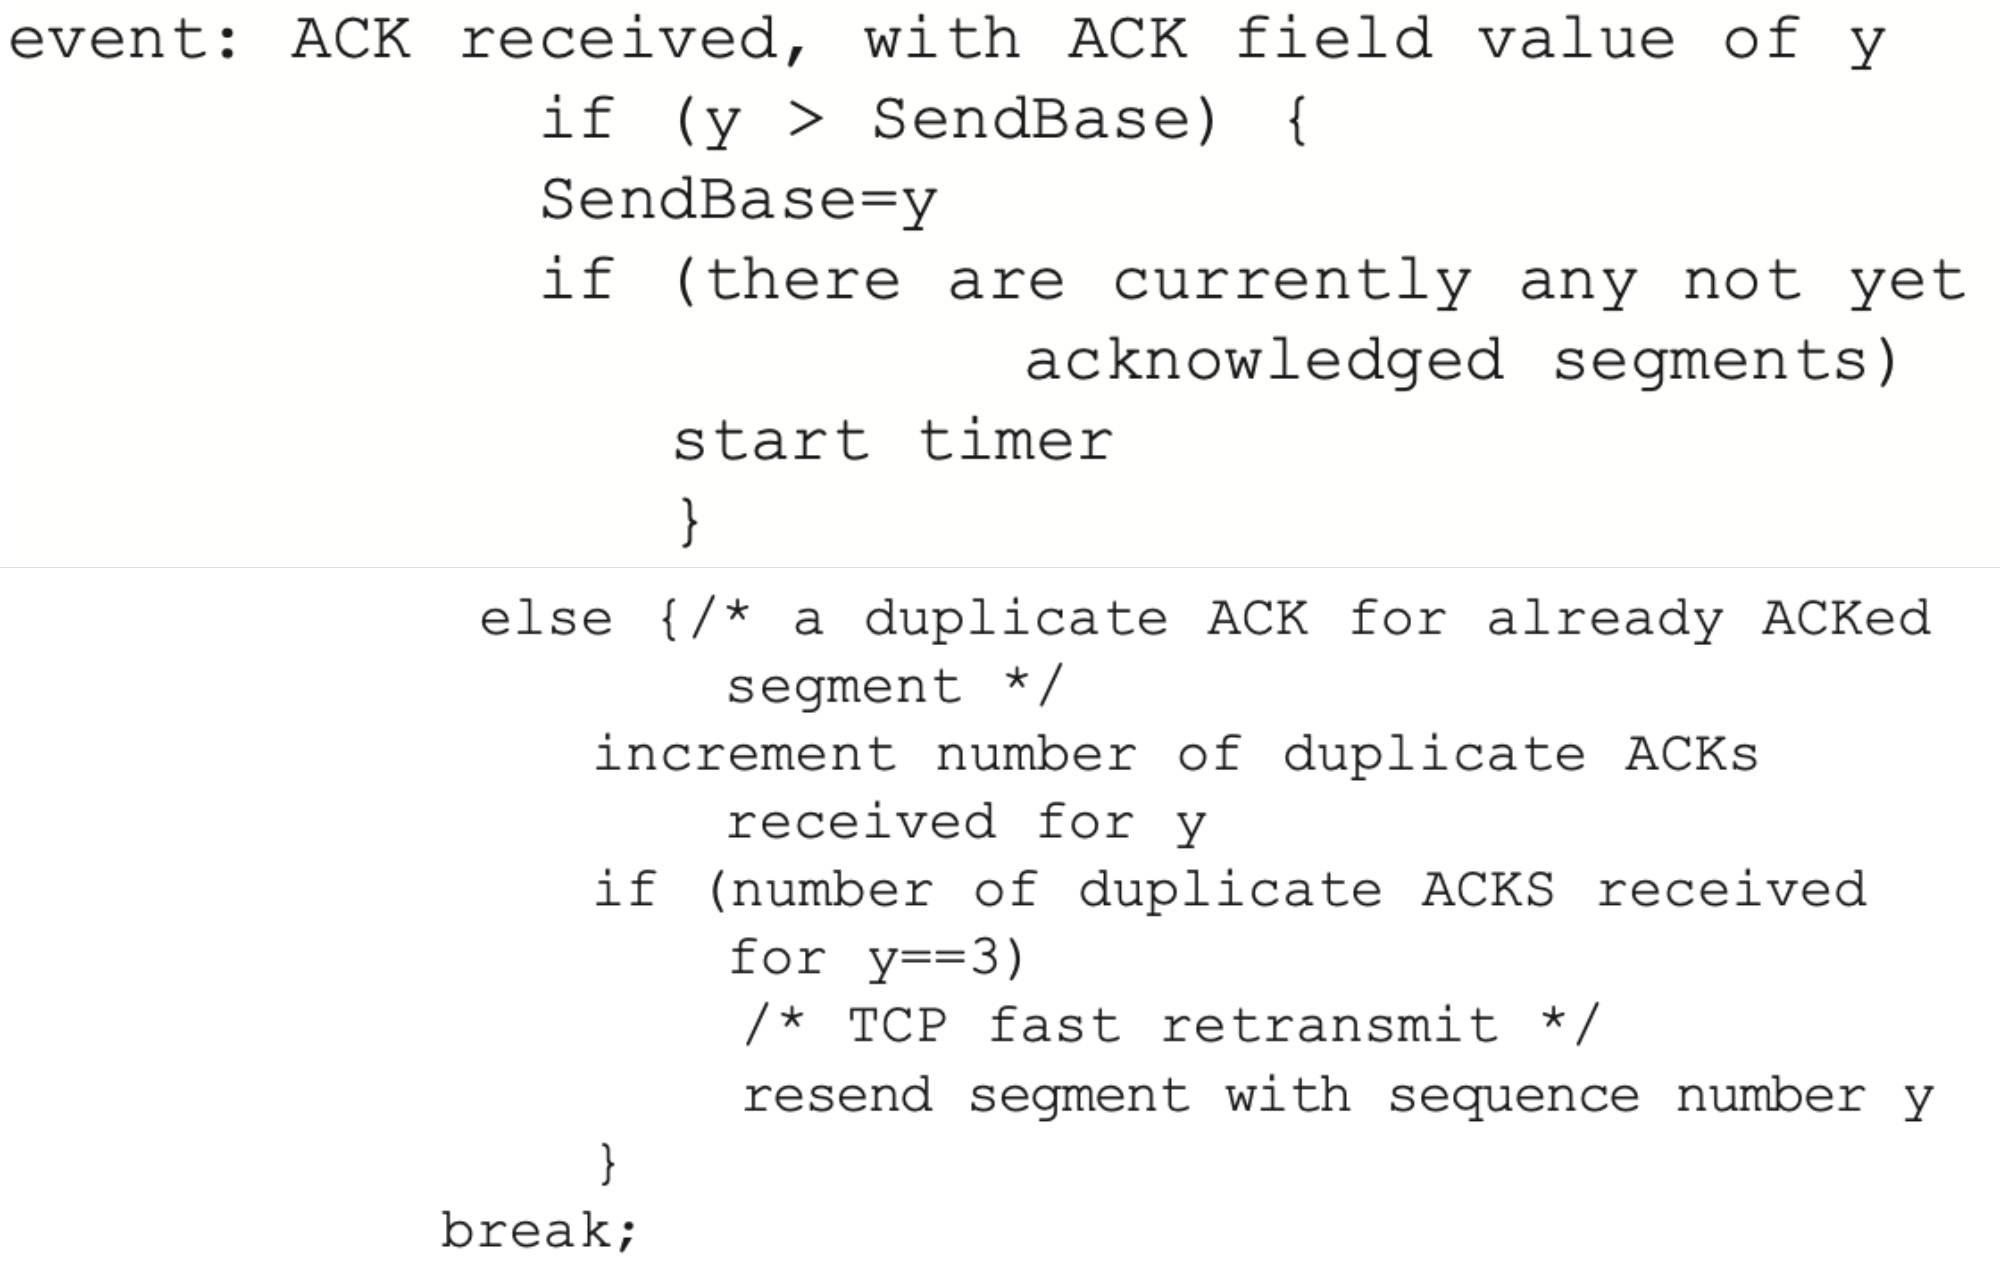 event: ACK received, with ACK field value of y
if (y > SendBase) {
SendBase=y
if (there are currently any not yet
acknowledged segments)
start timer
}
else {/* a duplicate ACK for already ACKed
segment */
increment number of duplicate ACKs
received for y
if (number of duplicate ACKS received
for y==3)
/* TCP fast retransmit */
resend segment with sequence number y
}
break;